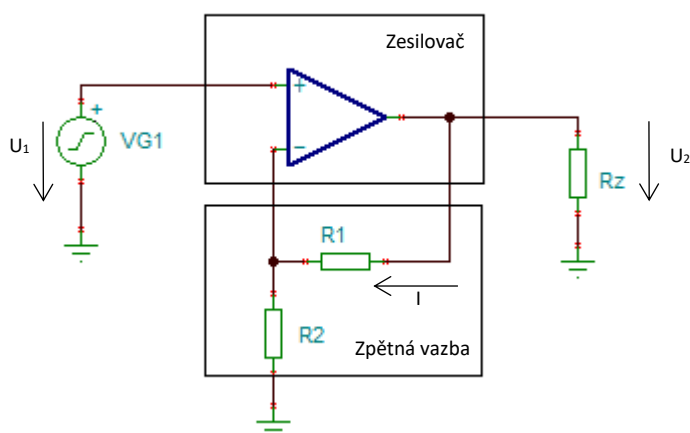 Zesilovač
+
+
U1
VG1
−
U2
Rz
R1
I
R2
Zpětná vazba